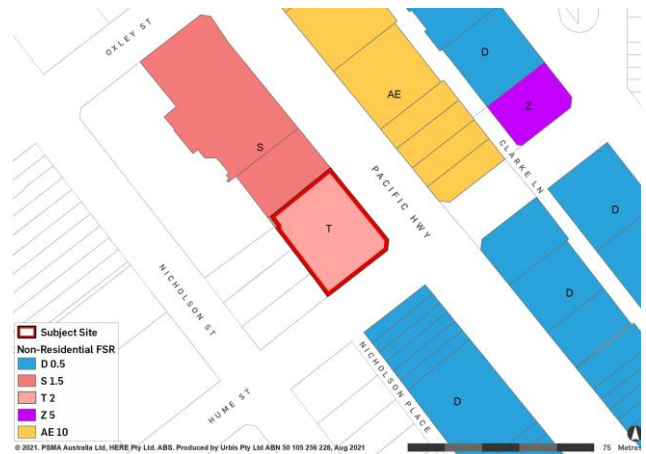 OXLEY ST
D
AE
Z
S
CLARKE LN
PACIFIC HWY
D
T
D
NICHOLSON ST
Subject Site
Non-Residential FSR
D 0.5
S 1.5
T 2
Z 5
AE 10
NICHOLSON PLACE
D
HUME ST
© 2021. PSMA Australia Ltd, HERE Pty Ltd. ABS. Produced by Urbis Pty Ltd ABN 50 105 256 228, Aug 2021
75 Metres